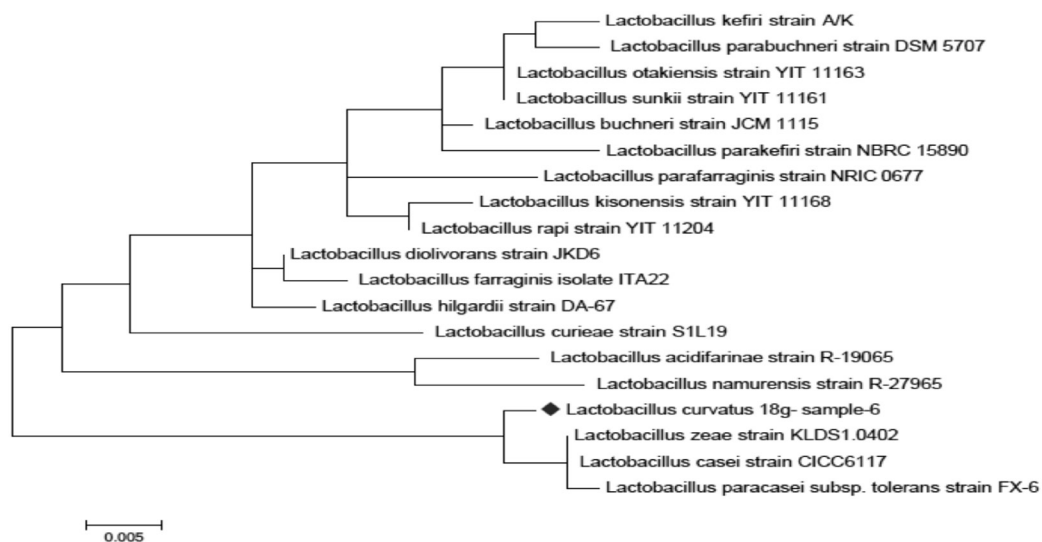 Lactobacillus kefiri strain A/K
Lactobacillus parabuchneri strain DSM 5707
Lactobacillus otakiensis strain YIT 11163
Lactobacillus sunkii strain YIT 11161
Lactobacillus buchneri strain JCM 1115
Lactobacillus parakefiri strain NBRC 15890
Lactobacillus parafarraginis strain NRIC 0677
Lactobacillus kisonensis strain YIT 11168
Lactobacillus rapi strain YIT 11204
Lactobacillus diolivorans strain JKD6
Lactobacillus farraginis isolate ITA22
Lactobacillus hilgardii strain DA-67
Lactobacillus curieae strain S1L19
Lactobacillus acidifarinae strain R-19065
Lactobacillus namurensis strain R-27965
Lactobacillus curvatus 18g- sample-6
Lactobacillus zeae strain KLDS1.0402
Lactobacillus casei strain CICC6117
Lactobacillus paracasei subsp. tolerans strain FX-6
0.005